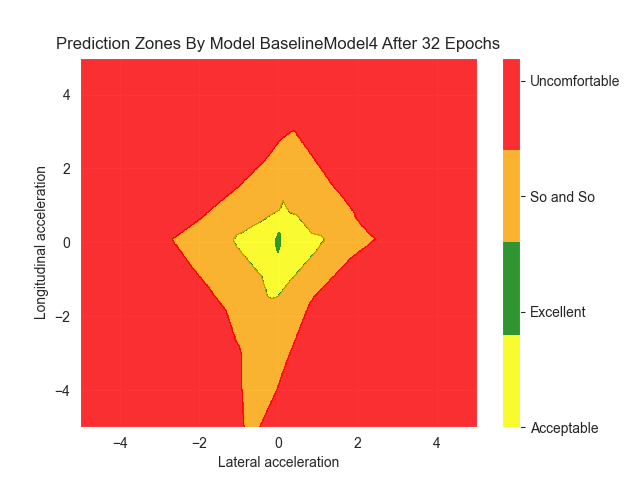 Prediction Zones By Model BaselineModel4 After 32 Epochs
Longitudinal acceleration
4
2
0
−2
−4
−4
−2
0
2
4
Lateral acceleration
Uncomfortable
So and So
Excellent
Acceptable